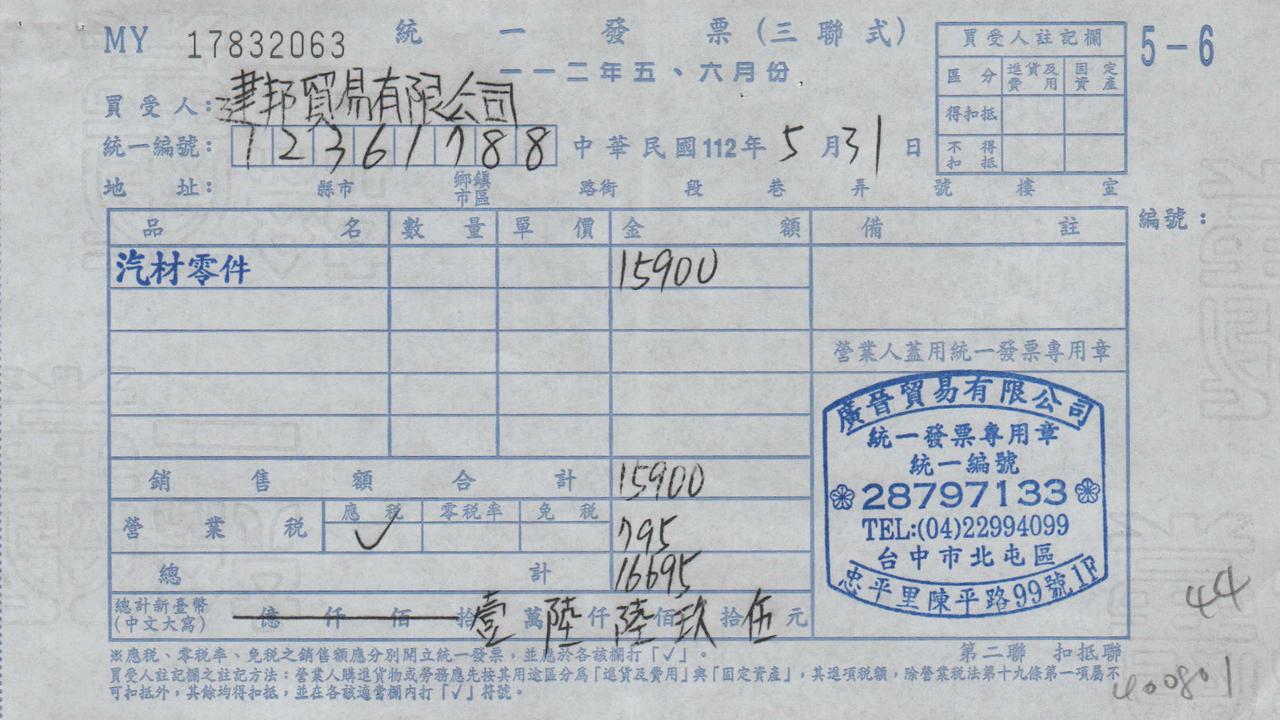 MY 17832063 統一發票(三聯式)
一一二年五、六月份
5-6
買受人註記欄
區分 進貨及費用 固定資產
得扣抵
不得扣抵
買受人:建邦貿易有限公司
統一編號:12361788 中華民國112年5月31日
地址: 縣市 鄉鎮市區 路街 段 巷 弄 號 樓 室
編號:
品名 數量 單價 金額 備註
汽材零件 15900
營業人蓋用統一發票專用章
銷售額合計 15900
營業稅 應稅 ✓ 零稅率 免稅 795
總計 16695
總計新臺幣(中文大寫) 億仟佰拾壹萬陸仟陸佰玖拾伍元
廣晉貿易有限公司
統一發票專用章
統一編號
28797133
TEL:(04)22994099
台中市北屯區
忠平里陳平路99號1F
44
※應稅、零稅率、免稅之銷售額應分別開立統一發票,並應於各該欄打「✓」。
第二聯 扣抵聯
買受人註記欄之註記方法:營業人購進貨物或勞務應先按其用途區分為「進貨及費用」與「固定資產」,其進項稅額,除營業稅法第十九條第一項屬不
可扣抵外,其餘均得扣抵,並在各該適當欄內打「✓」符號。
400801